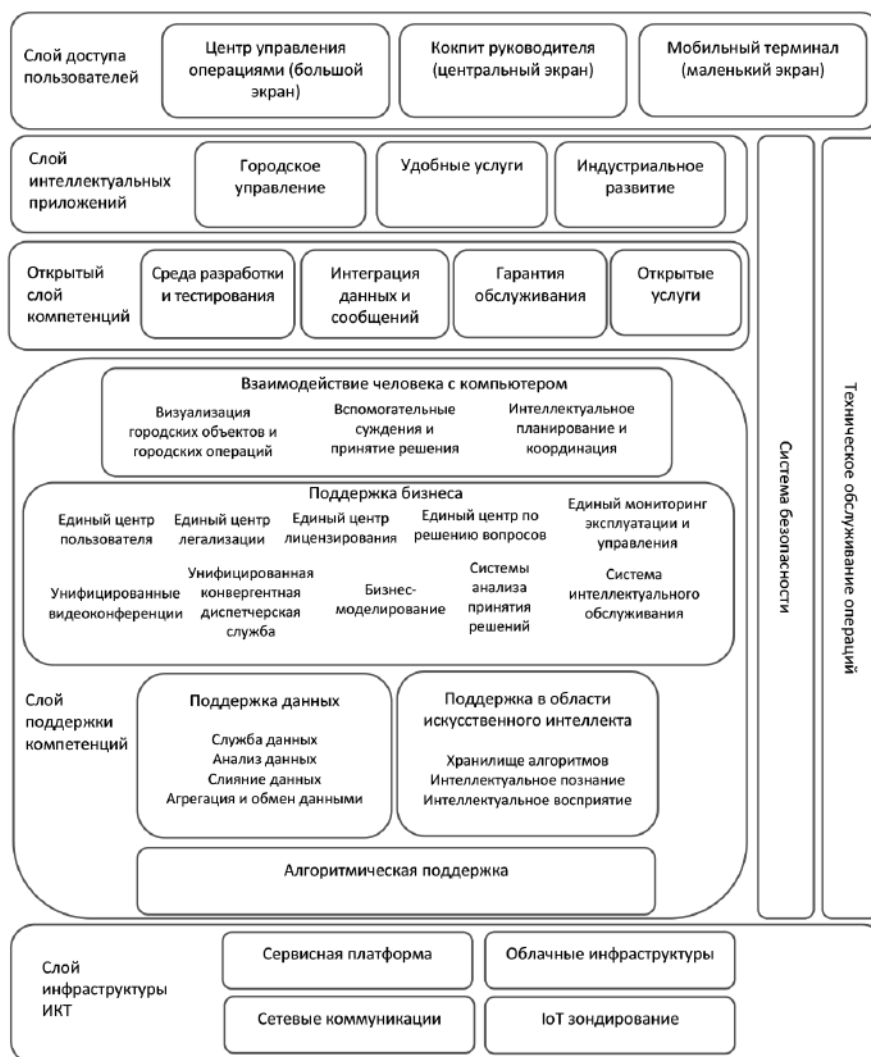 Слой доступа
пользователей
Центр управления
операциями (большой
экран)
Кокпит руководителя
(центральный экран)
Мобильный терминал
(маленький экран)
Слой
интеллектуальных
приложений
Городское
управление
Удобные услуги
Индустриальное
развитие
Открытый
слой
компетенций
Среда разработки
и тестирования
Интеграция
данных и
сообщений
Гарантия
обслуживания
Открытые
услуги
Взаимодействие человека с компьютером
Визуализация
городских объектов и
городских операций
Вспомогательные
суждения и
принятие решения
Интеллектуальное
планирование и
координация
Поддержка бизнеса
Единый центр
пользователя
Единый центр
легализации
Единый центр
лицензирования
Единый центр по
решению вопросов
Единый мониторинг
эксплуатации и
управления
Унифицированные
видеоконференции
Унифицированная
конвергентная
диспетчерская
служба
Бизнес-
моделирование
Системы
анализа
принятия
решений
Система
интеллектуального
обслуживания
Слой
поддержки
компетенций
Поддержка данных
Служба данных
Анализ данных
Слияние данных
Агрегация и обмен данными
Поддержка в области
искусственного интеллекта
Хранилище алгоритмов
Интеллектуальное познание
Интеллектуальное восприятие
Алгоритмическая поддержка
Система безопасности
Техническое обслуживание операций
Слой
инфраструктуры
ИКТ
Сервисная платформа
Облачные инфраструктуры
Сетевые коммуникации
IoT зондирование